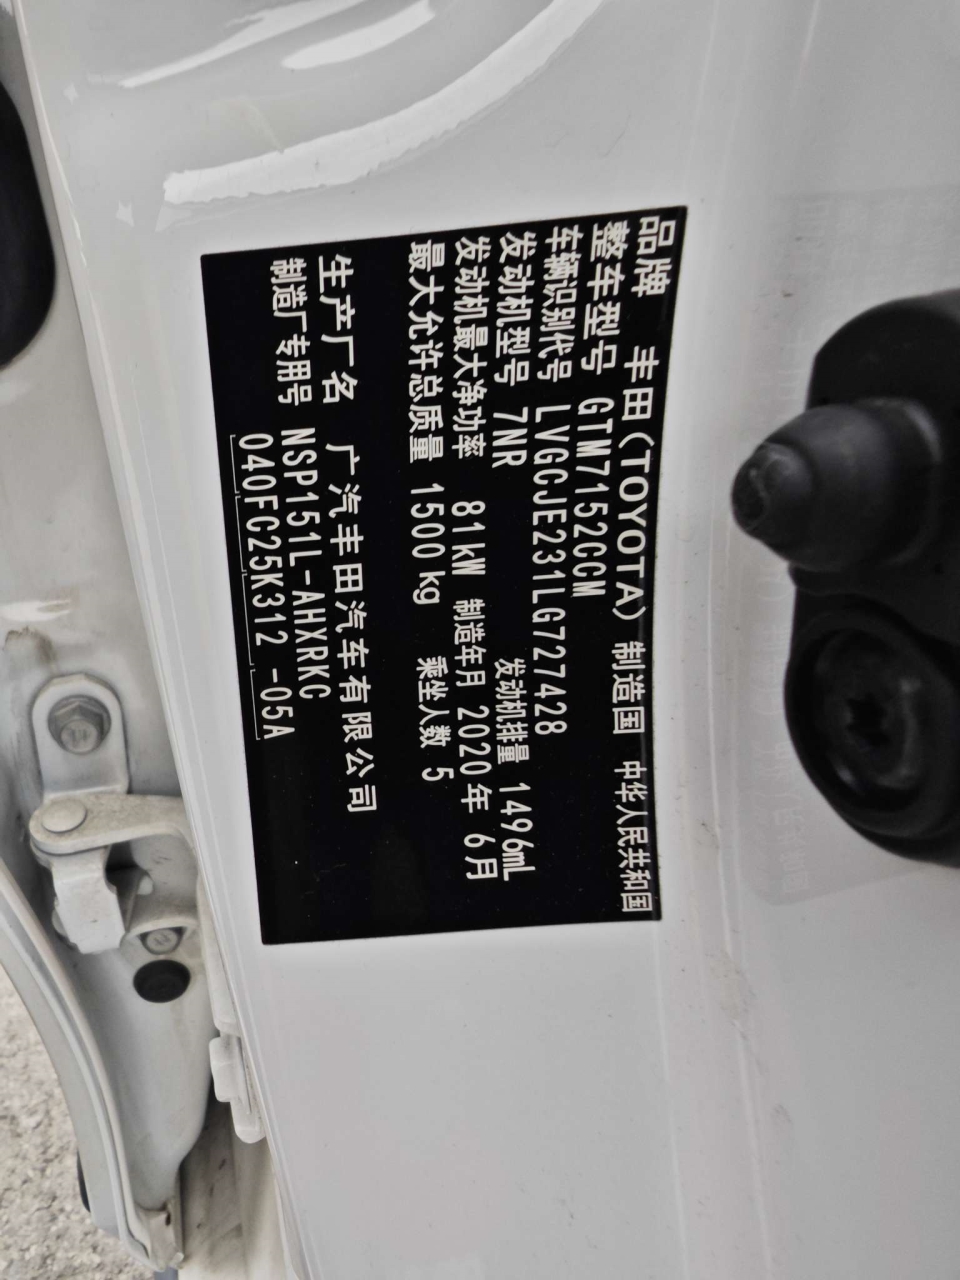 品牌 丰田(TOYOTA) 制造国 中华人民共和国
整车型号 GTM7152CCM
车辆识别代号 LVGCJE231LG727428
发动机型号 7NR 发动机排量 1496mL
发动机最大净功率 81kW 制造年月 2020年 6月
最大允许总质量 1500kg 乘坐人数 5
生产厂名 广汽丰田汽车有限公司
制造厂专用号 NSP151L-AHXRKC
040FC25K312-05A